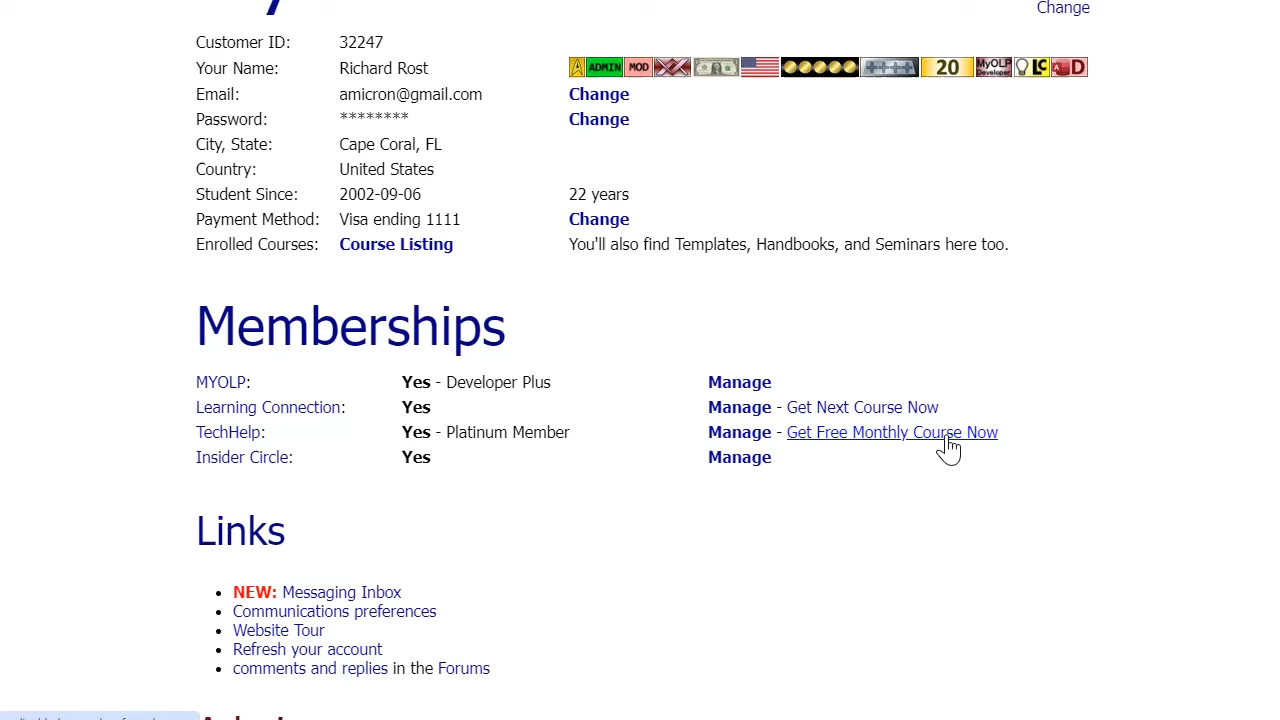 Change
Customer ID: 32247
Your Name: Richard Rost ADMIN MOD 20 MyOLP Developer LC D
Email: amicron@gmail.com Change
Password: ******** Change
City, State: Cape Coral, FL
Country: United States
Student Since: 2002-09-06 22 years
Payment Method: Visa ending 1111 Change
Enrolled Courses: Course Listing You'll also find Templates, Handbooks, and Seminars here too.
Memberships
MYOLP: Yes - Developer Plus Manage
Learning Connection: Yes Manage - Get Next Course Now
TechHelp: Yes - Platinum Member Manage - Get Free Monthly Course Now
Insider Circle: Yes Manage
Links
NEW: Messaging Inbox
Communications preferences
Website Tour
Refresh your account
comments and replies in the Forums